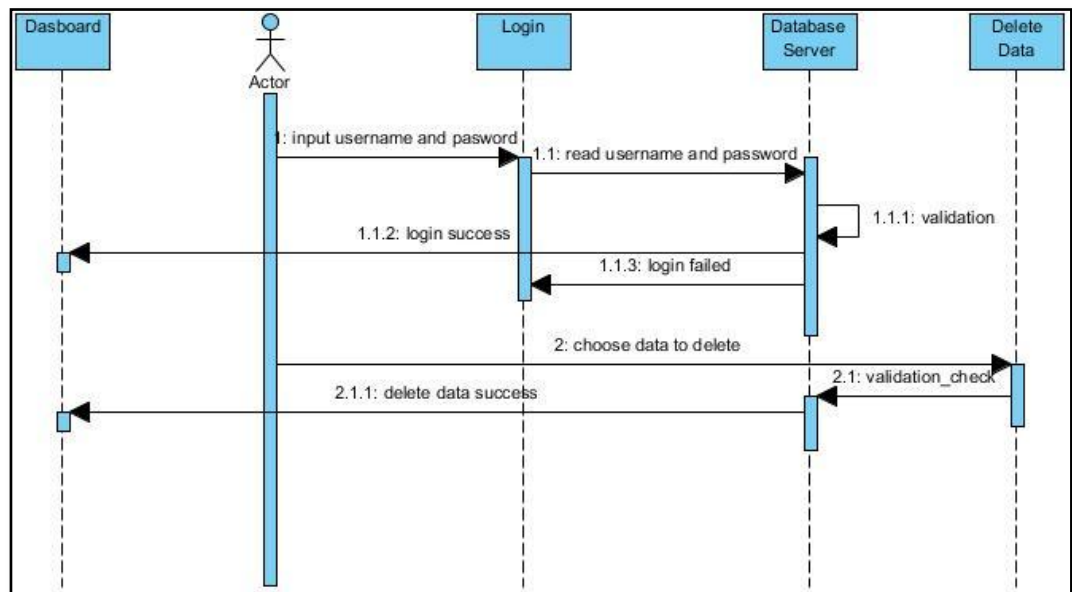 Dasboard
Actor
Login
Database
Server
Delete
Data
1: input username and pasword
1.1: read username and password
1.1.1: validation
1.1.2: login success
1.1.3: login failed
2: choose data to delete
2.1: validation_check
2.1.1: delete data success